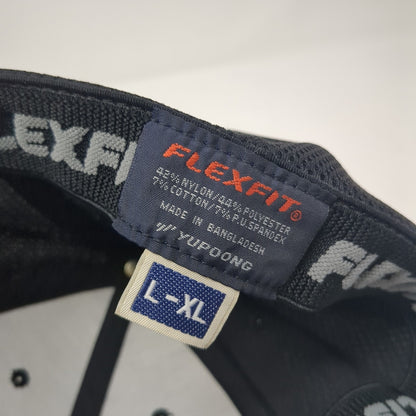 FLEXFIT®
42% NYLON/44% POLYESTER
7% COTTON/7% P.U.SPANDEX
MADE IN BANGLADESH
YUPOONG
L-XL
FLEXFIT